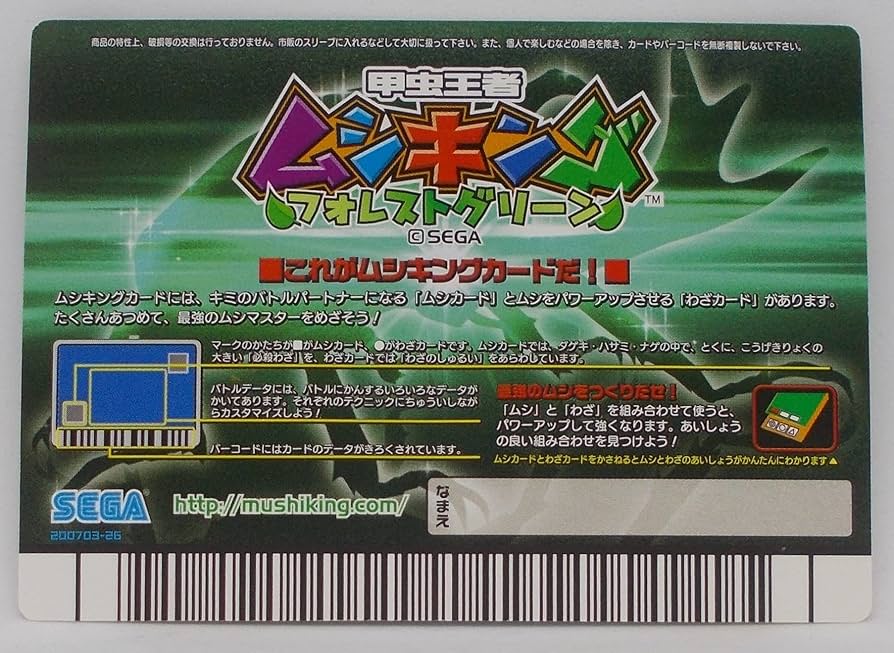 商品の特性上、破損等の交換は行っておりません。市販のスリーブに入れるなどして大切に扱って下さい。また、個人で楽しむなどの場合を除き、カードやバーコードを無断複製しないで下さい。
甲虫王者
ムシキング
フォレストグリーン
TM
©SEGA
■これがムシキングカードだ！■
ムシキングカードには、キミのバトルパートナーになる「ムシカード」とムシをパワーアップさせる「わざカード」があります。
たくさんあつめて、最強のムシマスターをめざそう！
マークのかたちが■がムシカード、●がわざカードです。ムシカードでは、ダゲキ・ハサミ・ナゲの中で、とくに、こうげきりょくの
大きい「必殺わざ」を、わざカードでは「わざのしゅるい」をあらわしています。
バトルデータには、バトルにかんするいろいろなデータが
かいてあります。それぞれのテクニックにちゅういしなが
らカスタマイズしよう！
バーコードにはカードのデータがきろくされています。
最強のムシをつくりだせ！
「ムシ」と「わざ」を組み合わせて使うと、
パワーアップして強くなります。あいしょう
の良い組み合わせを見つけよう！
ムシカードとわざカードをかさねるとムシとわざのあいしょうがかんたんにわかります▲
SEGA
http://mushiking.com/
なまえ
200703-26